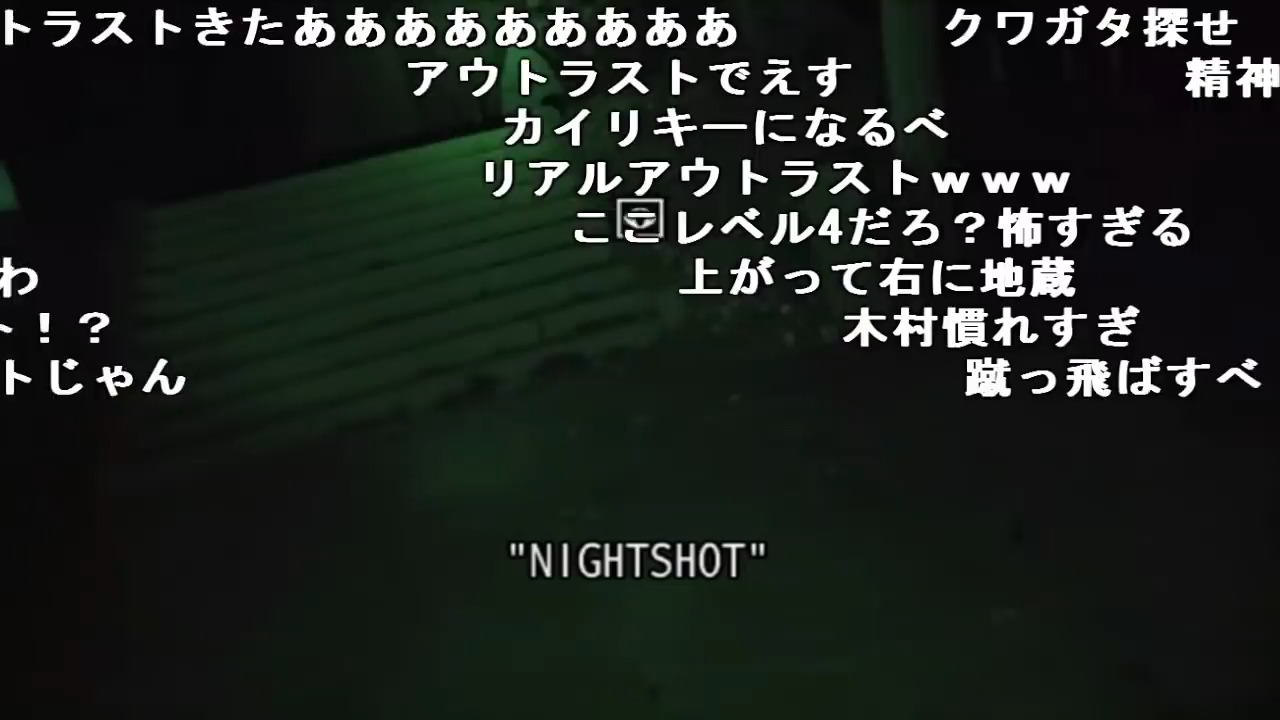 トラストきたあああああああああ
クワガタ探せ
アウトラストでえす
精神
カイリキーになるべ
リアルアウトラストｗｗｗ
ここレベル4だろ？怖すぎる
わ
上がって右に地蔵
ト！？
木村慣れすぎ
トじゃん
蹴っ飛ばすべ
"NIGHTSHOT"